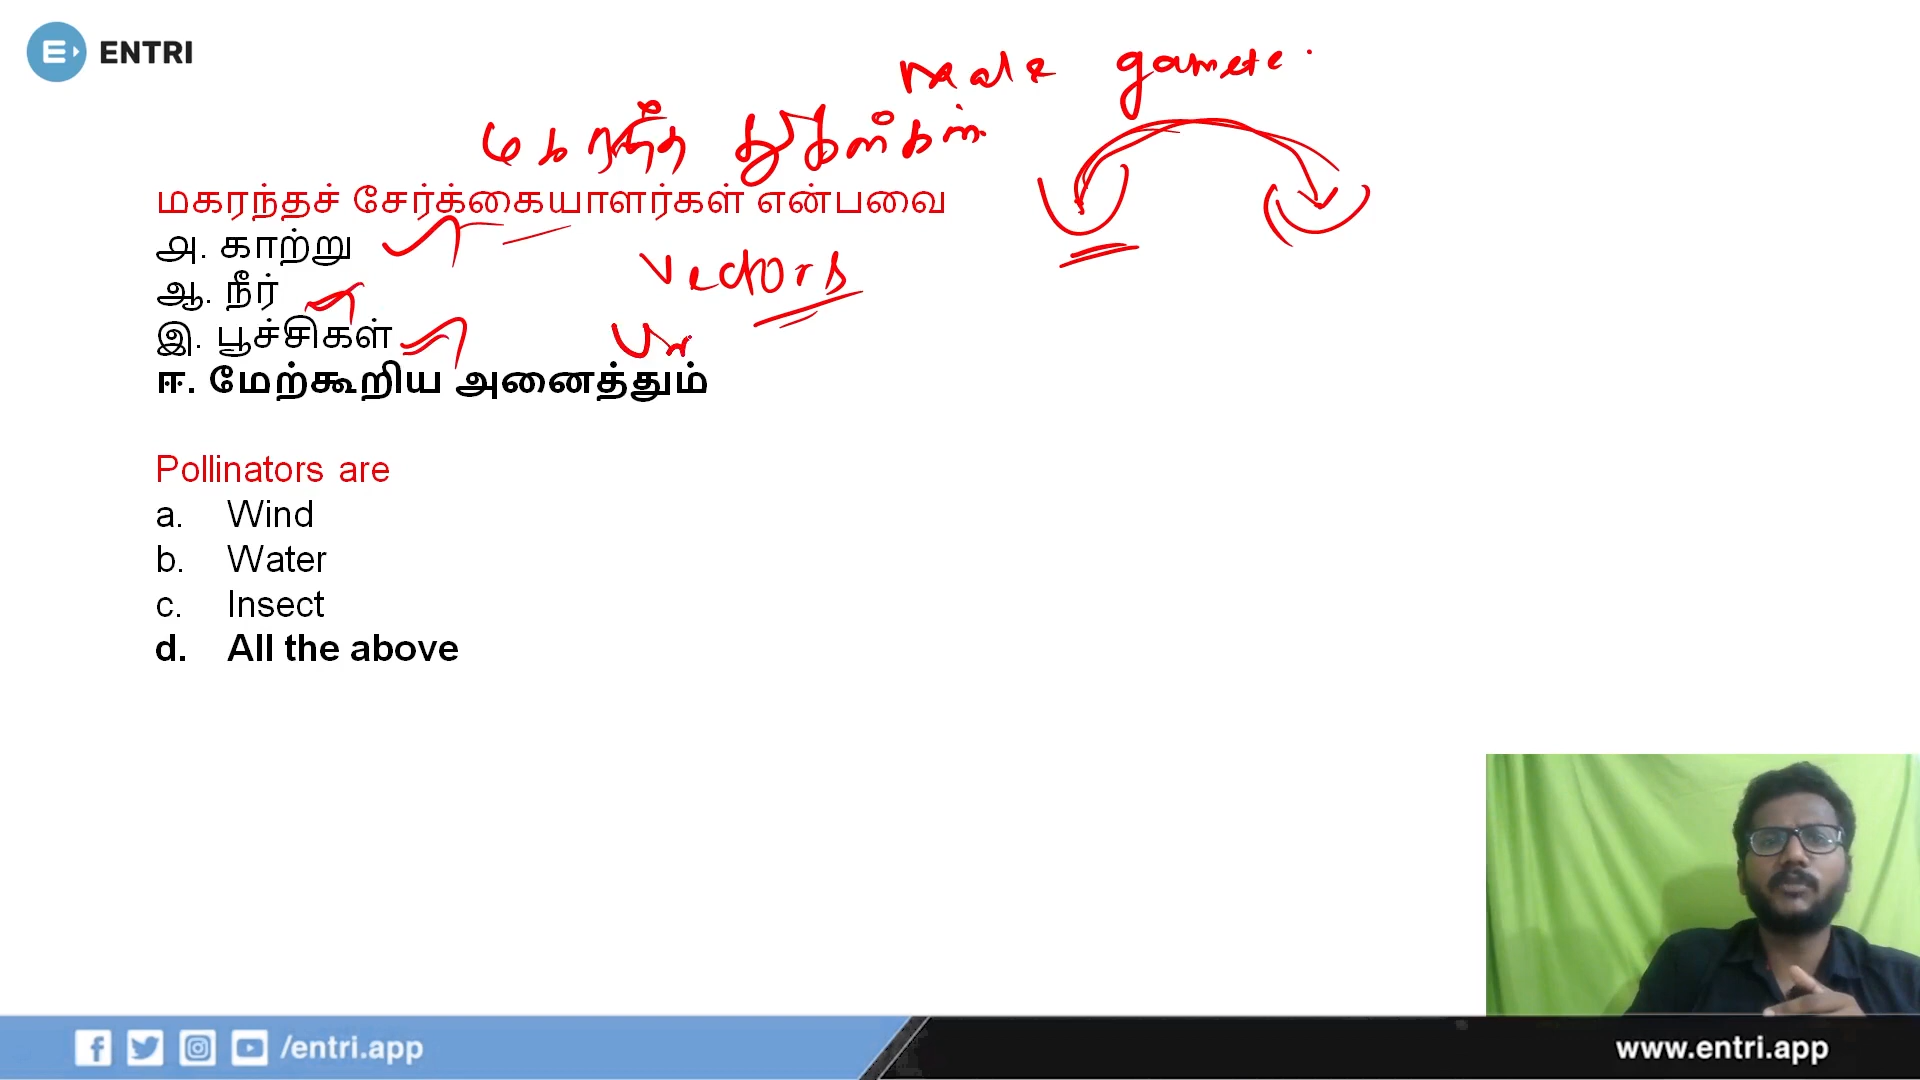 ENTRI
male gamete.
மகரந்த துகள்கள்
மகரந்தச் சேர்க்கையாளர்கள் என்பவை
அ. காற்று
ஆ. நீர்
vectors
இ. பூச்சிகள்
ஈ. மேற்கூறிய அனைத்தும்
Pollinators are
a. Wind
b. Water
c. Insect
d. All the above
/entri.app
www.entri.app